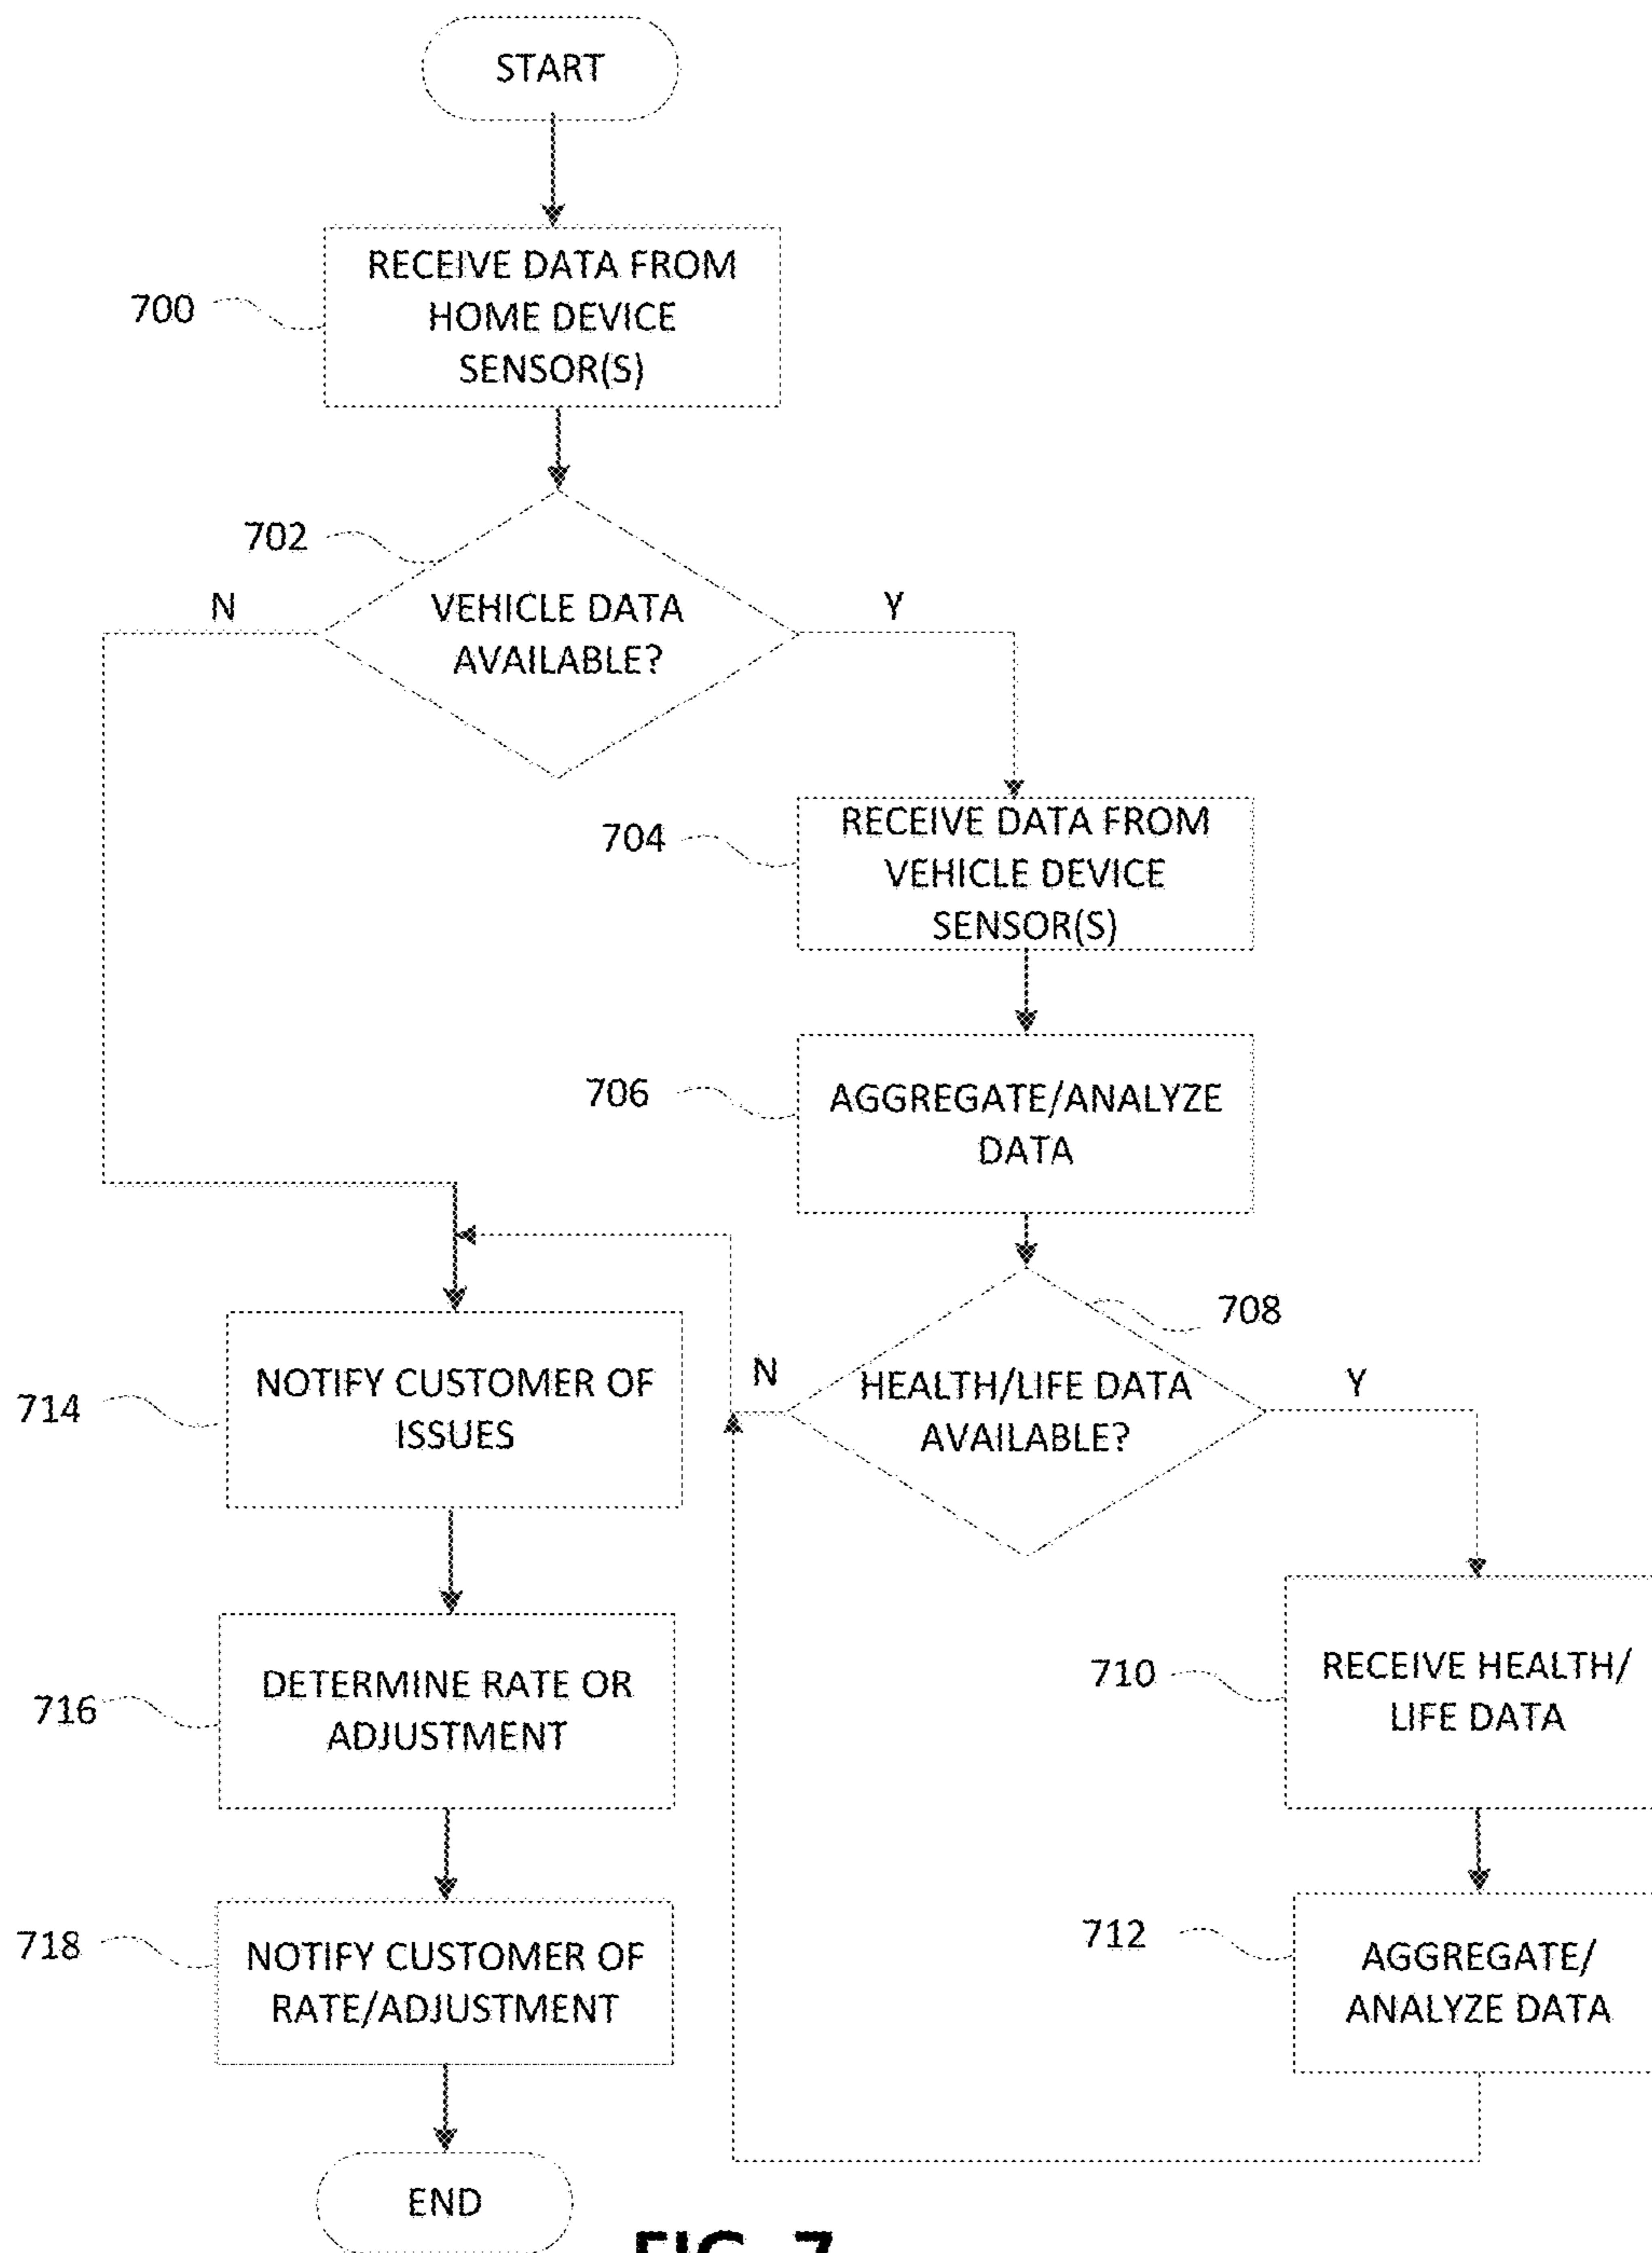 START
700
RECEIVE DATA FROM
HOME DEVICE
SENSOR(S)
702
N
VEHICLE DATA
AVAILABLE?
Y
704
RECEIVE DATA FROM
VEHICLE DEVICE
SENSOR(S)
706
AGGREGATE/ANALYZE
DATA
708
N
HEALTH/LIFE DATA
AVAILABLE?
Y
714
NOTIFY CUSTOMER OF
ISSUES
710
RECEIVE HEALTH/
LIFE DATA
716
DETERMINE RATE OR
ADJUSTMENT
712
AGGREGATE/
ANALYZE DATA
718
NOTIFY CUSTOMER OF
RATE/ADJUSTMENT
END
FIG. 7